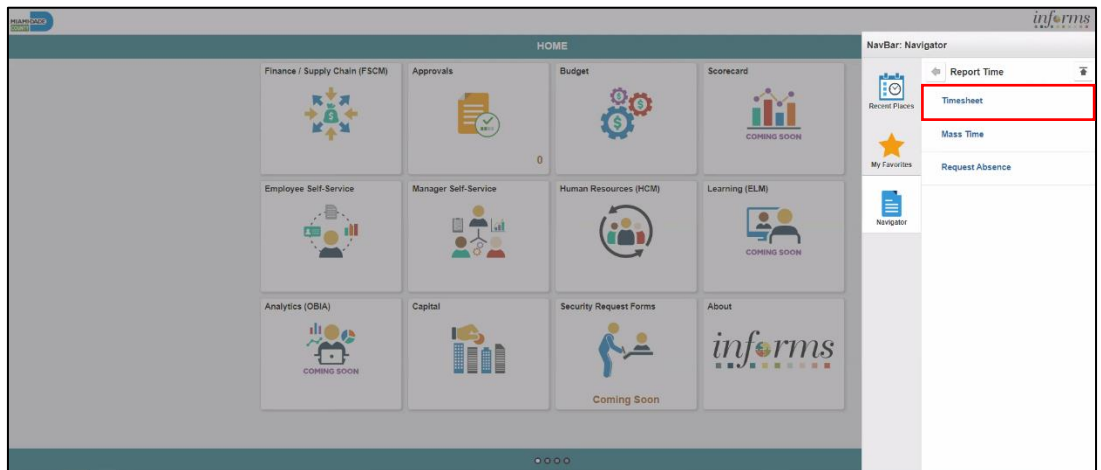 MIAMI-DADE
COUNTY
informs
HOME
NavBar: Navigator
Finance / Supply Chain (FSCM)
Approvals
0
Budget
Scorecard
COMING SOON
Employee Self-Service
Manager Self-Service
Human Resources (HCM)
Learning (ELM)
COMING SOON
Analytics (OBIA)
COMING SOON
Capital
Security Request Forms
Coming Soon
About
informs
Recent Places
My Favorites
Navigator
Report Time
Timesheet
Mass Time
Request Absence